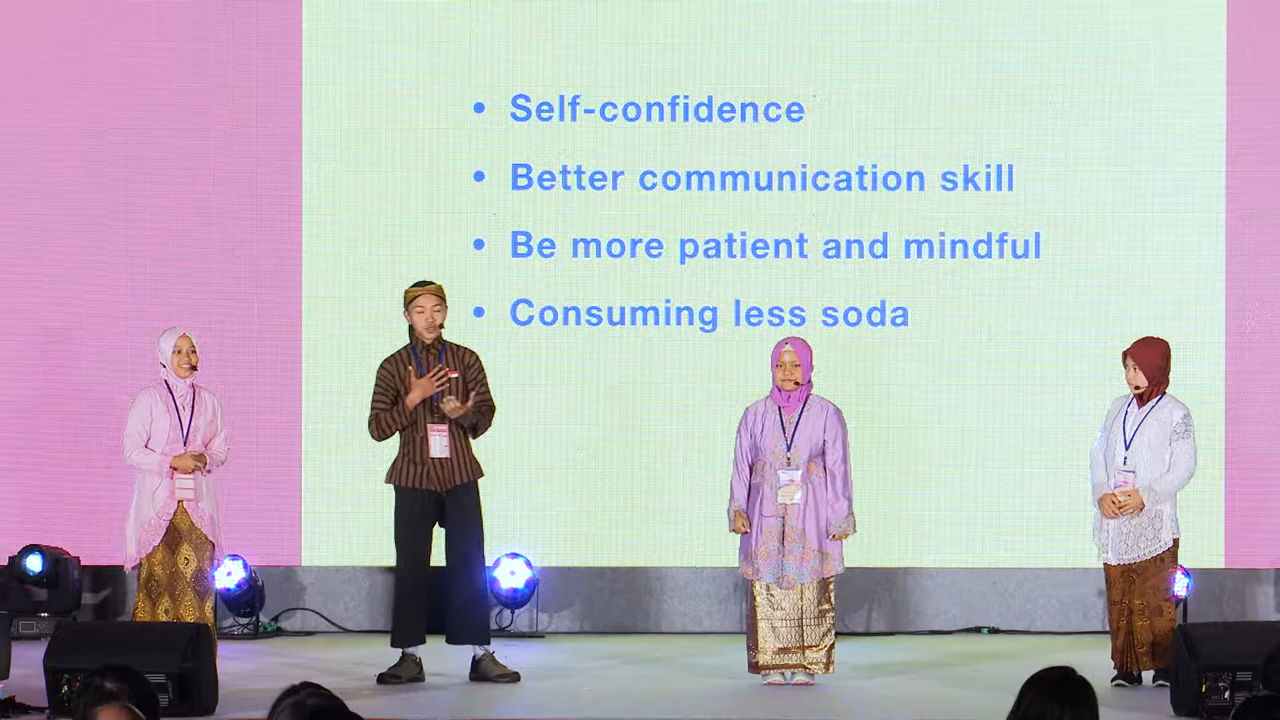 • Self-confidence
• Better communication skill
• Be more patient and mindful
• Consuming less soda